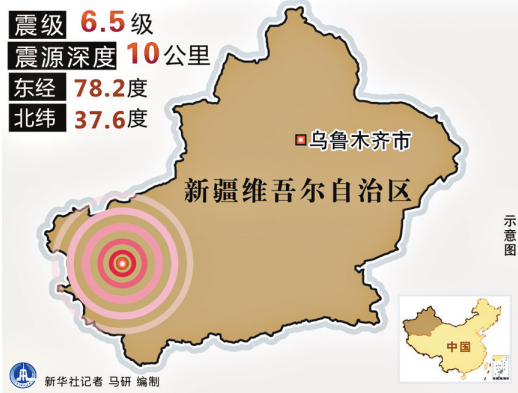 震级 6.5级
震源深度 10公里
东经 78.2度
北纬 37.6度
乌鲁木齐市
新疆维吾尔自治区
示意图
中国
新华社记者 马研 编制